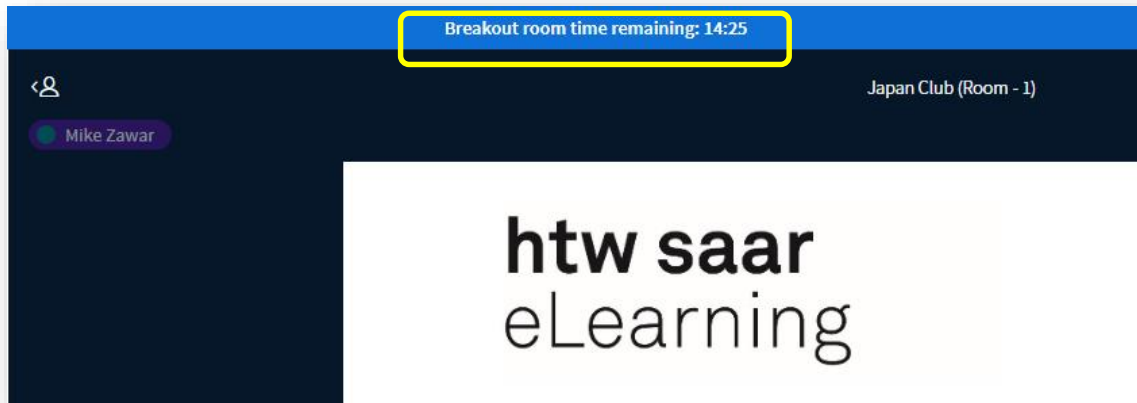 Breakout room time remaining: 14:25
Japan Club (Room - 1)
Mike Zawar
htw saar
eLearning